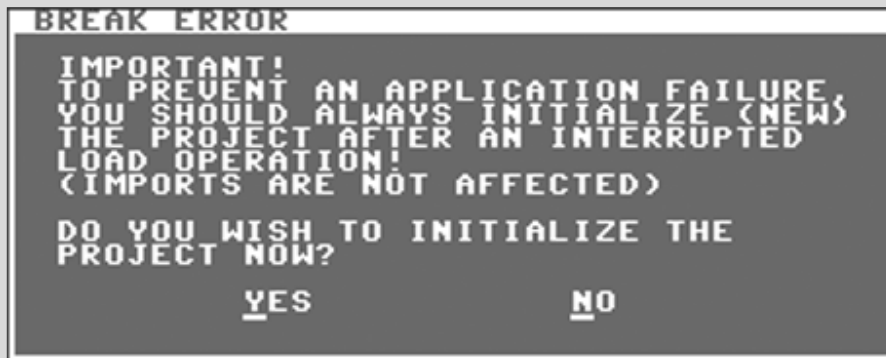 BREAK ERROR
IMPORTANT!
TO PREVENT AN APPLICATION FAILURE,
YOU SHOULD ALWAYS INITIALIZE (NEW)
THE PROJECT AFTER AN INTERRUPTED
LOAD OPERATION!
(IMPORTS ARE NOT AFFECTED)
DO YOU WISH TO INITIALIZE THE
PROJECT NOW?
YES NO